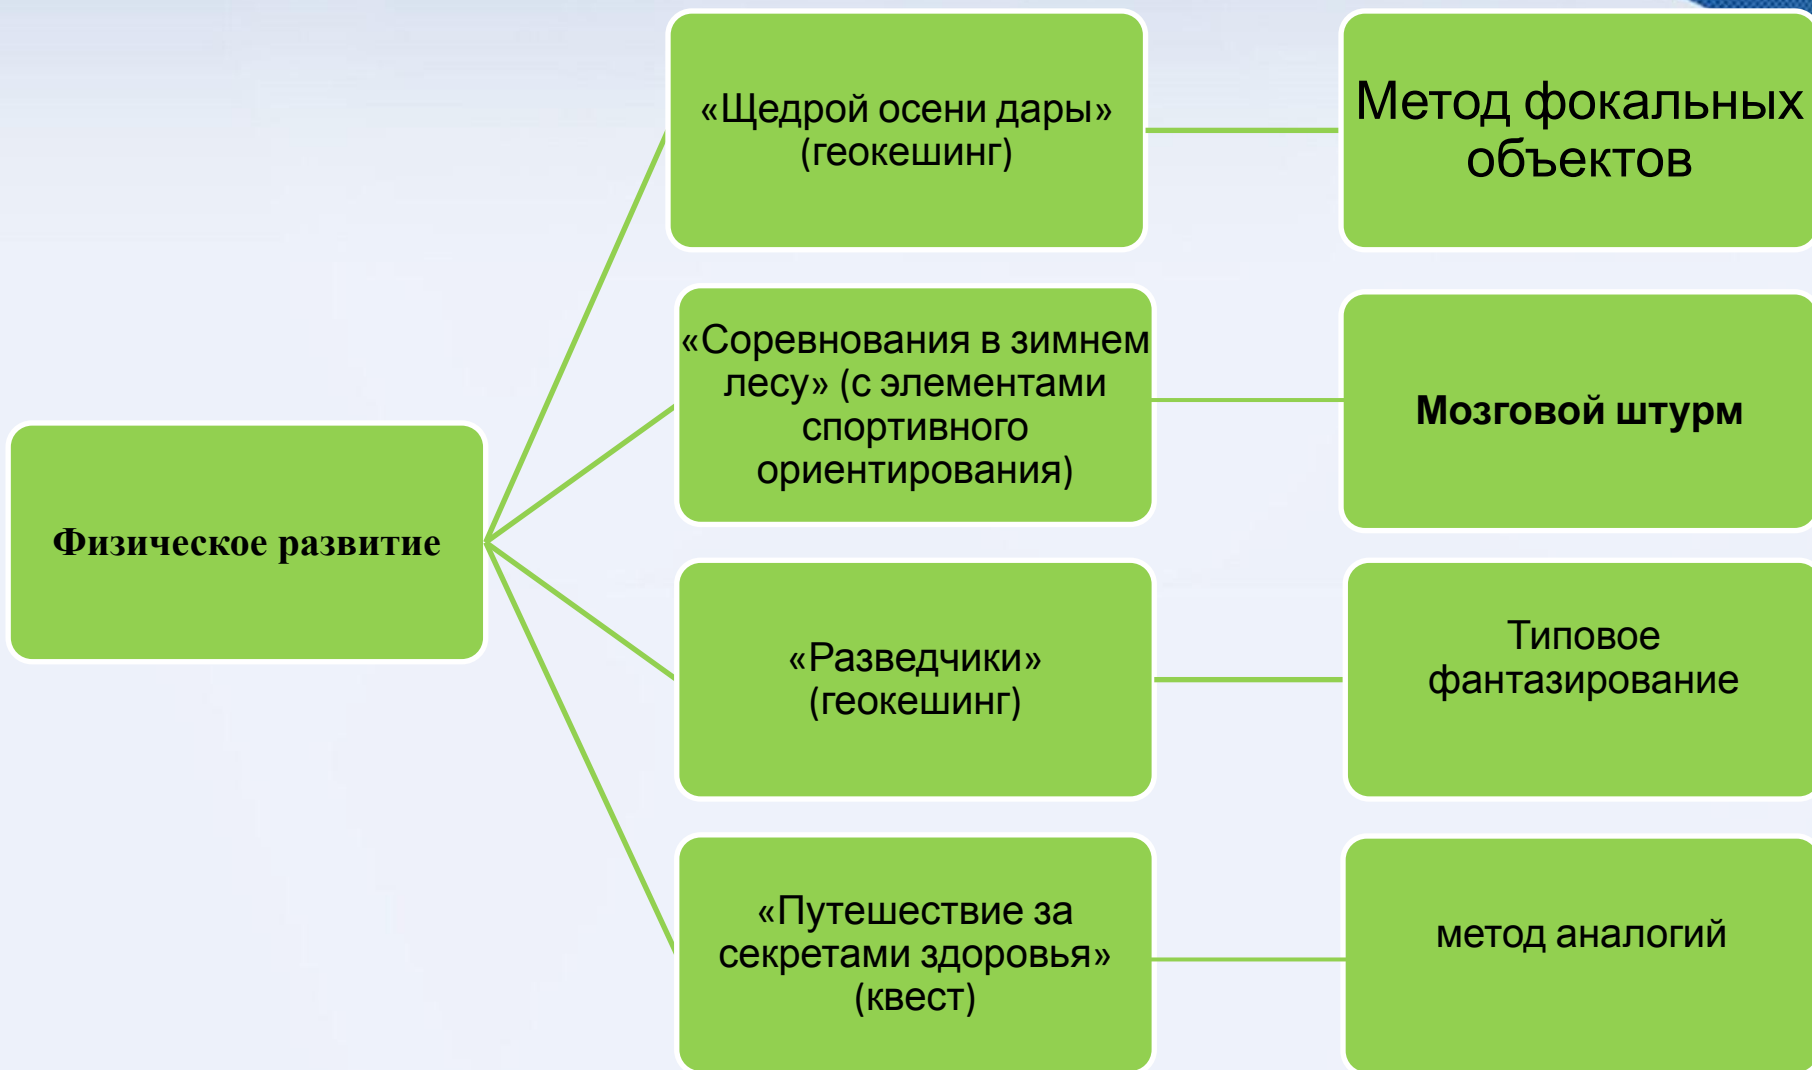 «Щедрой осени дары»
(геокешинг)
Метод фокальных
объектов
«Соревнования в зимнем
лесу» (с элементами
спортивного
ориентирования)
Мозговой штурм
Физическое развитие
«Разведчики»
(геокешинг)
Типовое
фантазирование
«Путешествие за
секретами здоровья»
(квест)
метод аналогий